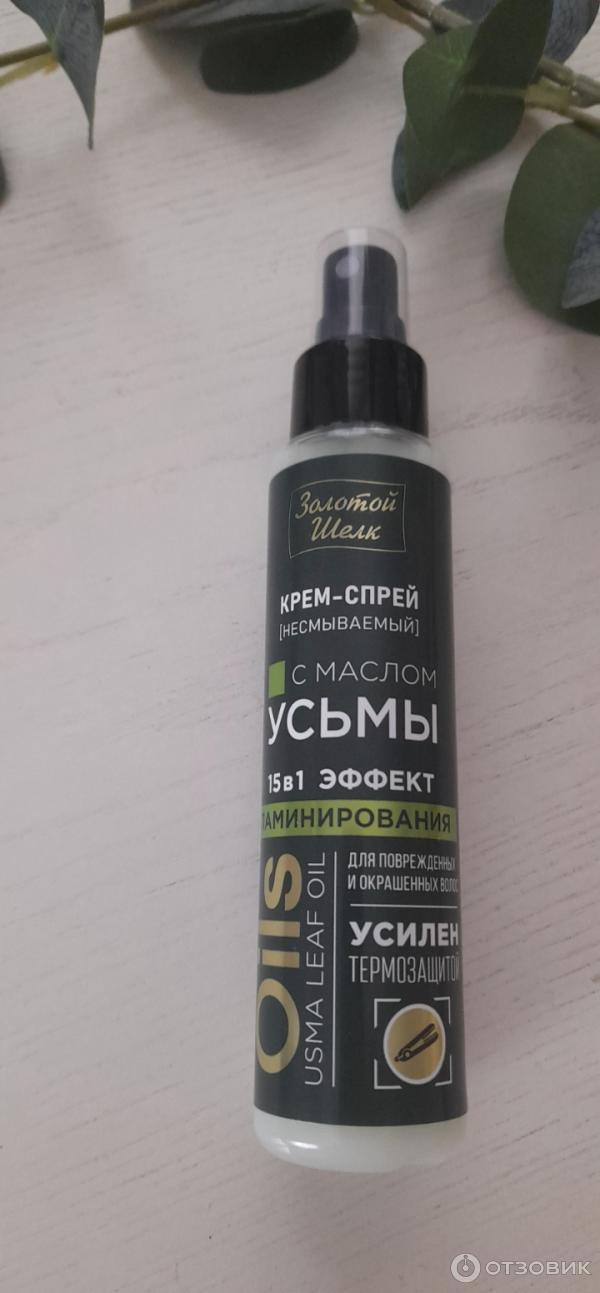 Золотой
Шелк
КРЕМ-СПРЕЙ
[НЕСМЫВАЕМЫЙ]
С МАСЛОМ
УСЬМЫ
15в1 ЭФФЕКТ
ЛАМИНИРОВАНИЯ
ДЛЯ ПОВРЕЖДЕННЫХ
И ОКРАШЕННЫХ ВОЛОС
УСИЛЕН
ТЕРМОЗАЩИТОЙ
Oils
USMA LEAF OIL
ОТЗОВИК